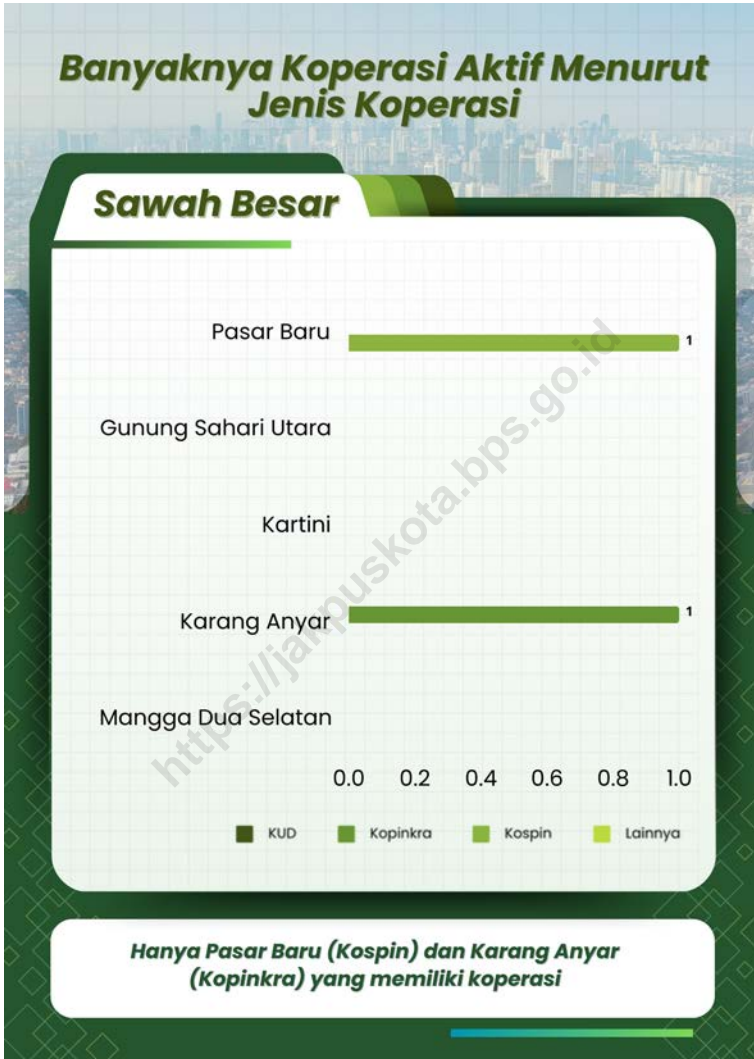 Banyaknya Koperasi Aktif Menurut
Jenis Koperasi
Sawah Besar
Pasar Baru
1
Gunung Sahari Utara
Kartini
Karang Anyar
1
Mangga Dua Selatan
0.0 0.2 0.4 0.6 0.8 1.0
KUD Kopinkra Kospin Lainnya
Hanya Pasar Baru (Kospin) dan Karang Anyar
(Kopinkra) yang memiliki koperasi
https://jakpuskota.bps.go.id